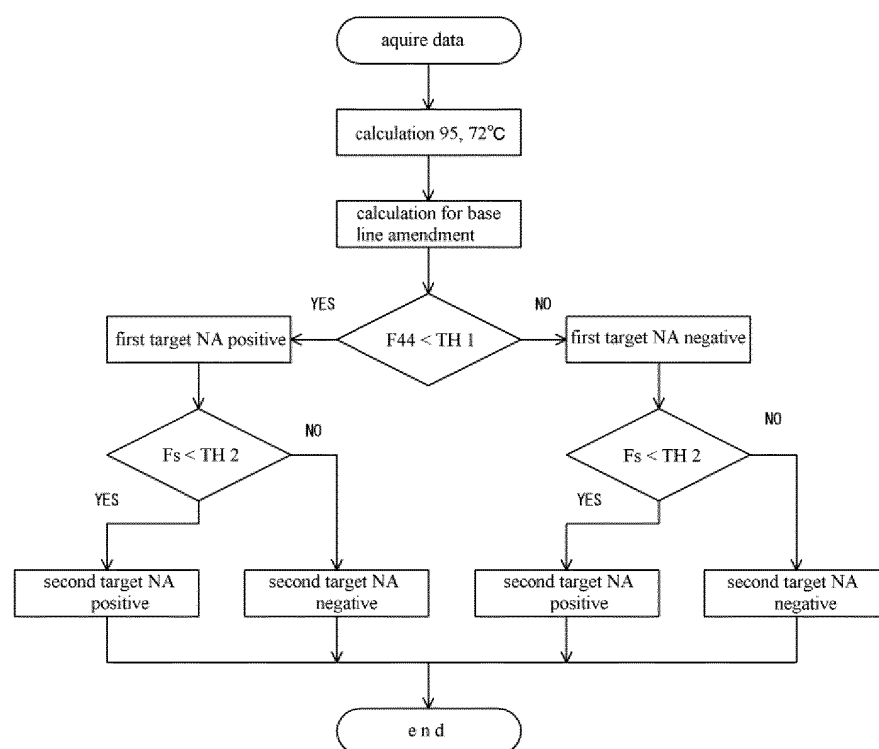 aquire data
calculation 95, 72℃
calculation for base
line amendment
YES
NO
F44 < TH 1
first target NA positive
first target NA negative
Fs < TH 2
NO
YES
Fs < TH 2
NO
YES
second target NA
positive
second target NA
negative
second target NA
positive
second target NA
negative
e n d